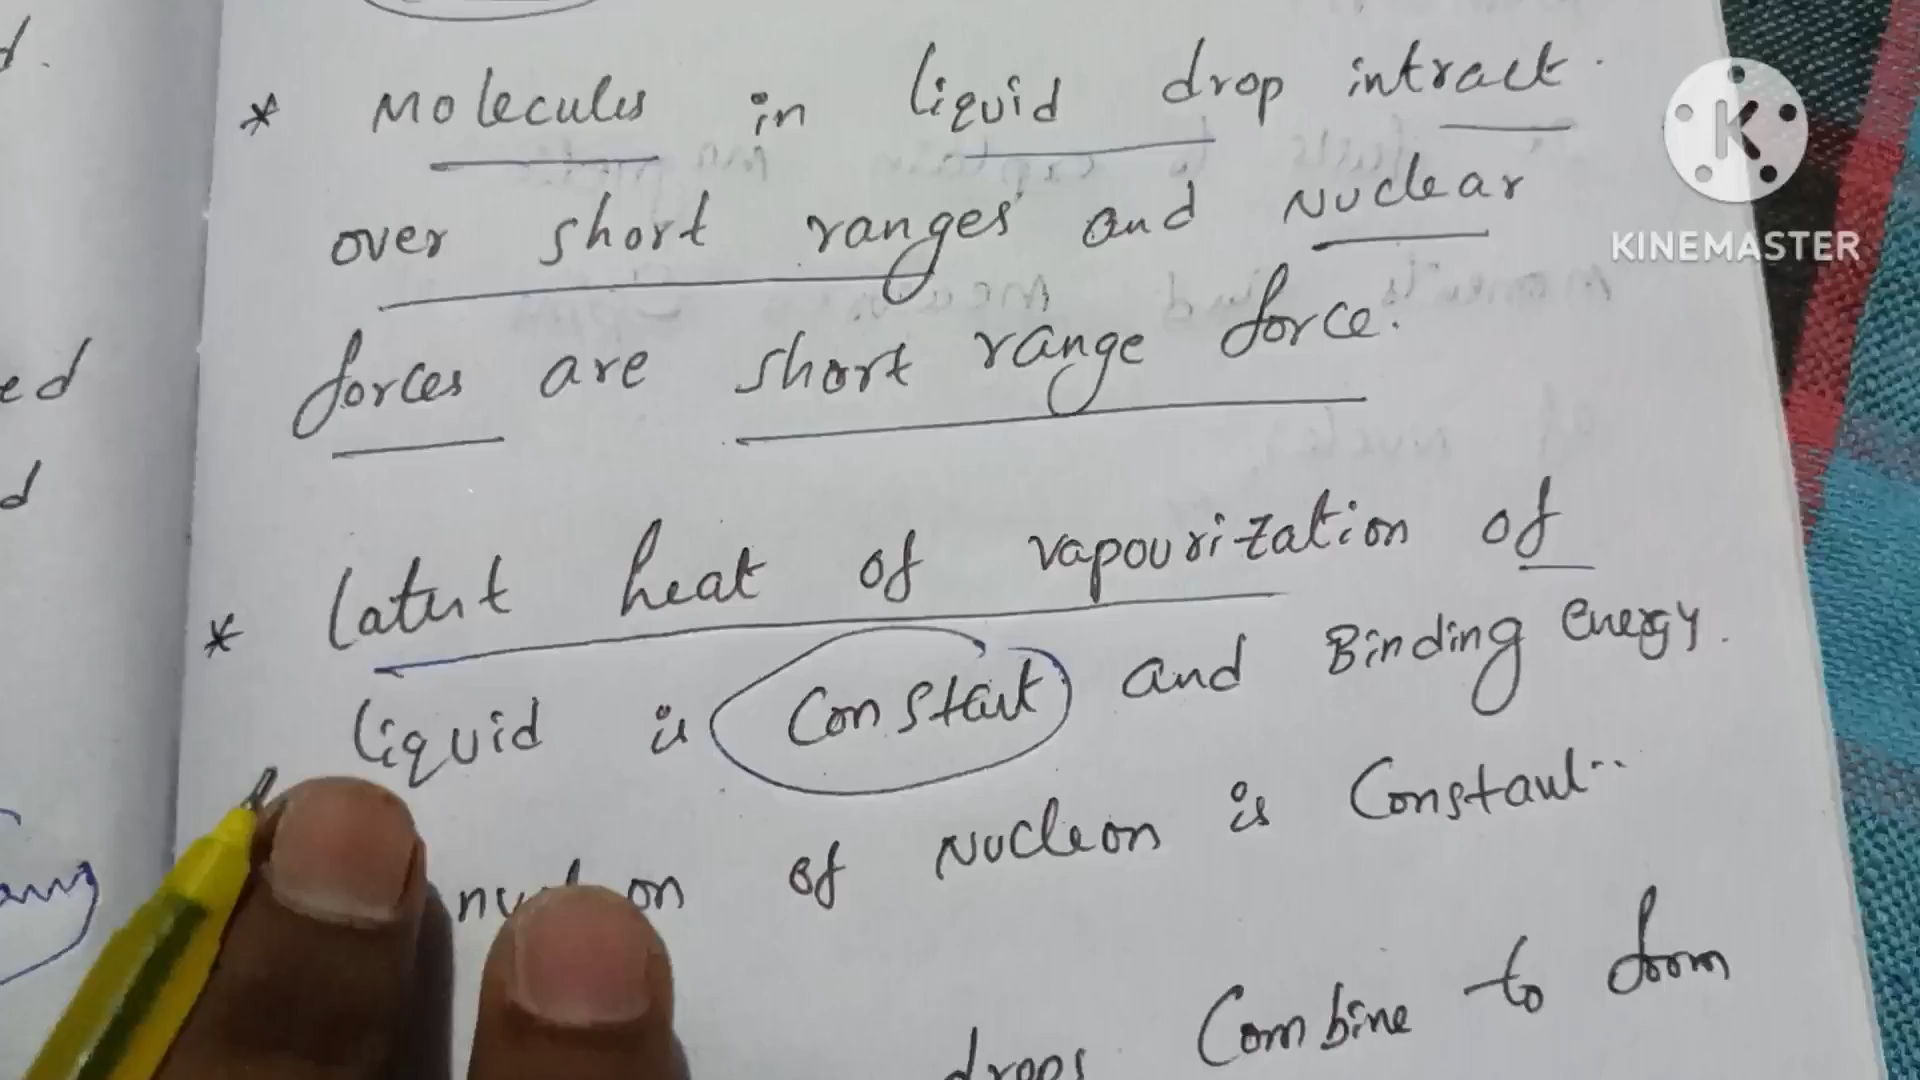 * Molecules in liquid drop intract.
over short ranges and Nuclear
forces are short range force.
* Latent heat of vapourization of
liquid is constant and Binding energy.
of Nucleon is Constant..
drops Combine to form
KINEMASTER